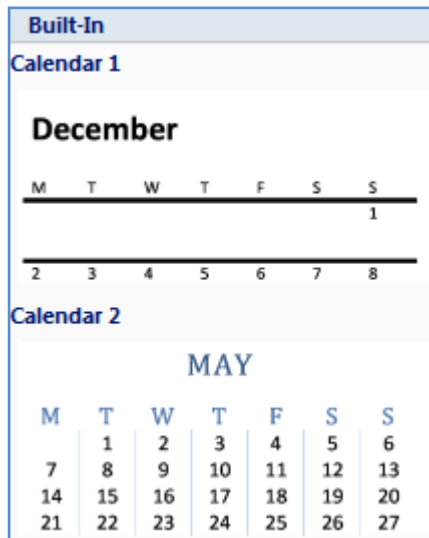 Built-In
Calendar 1
December
M T W T F S S
1
2 3 4 5 6 7 8
Calendar 2
MAY
M T W T F S S
1 2 3 4 5 6
7 8 9 10 11 12 13
14 15 16 17 18 19 20
21 22 23 24 25 26 27